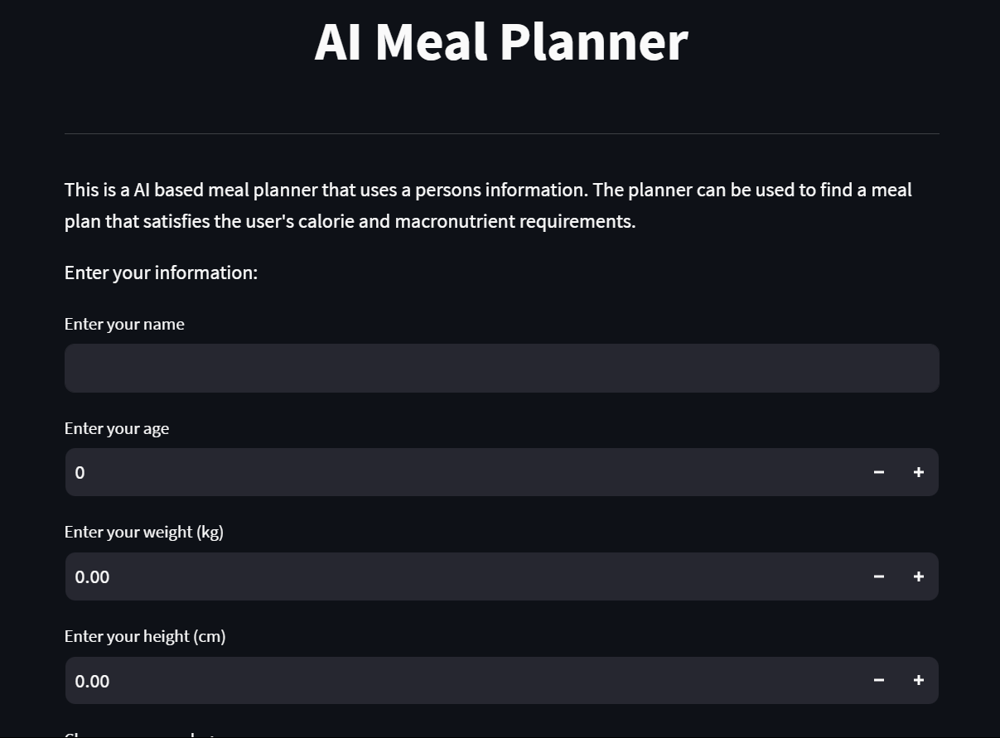 AI Meal Planner
This is a AI based meal planner that uses a persons information. The planner can be used to find a meal
plan that satisfies the user's calorie and macronutrient requirements.
Enter your information:
Enter your name
Enter your age
0
Enter your weight (kg)
0.00
Enter your height (cm)
0.00